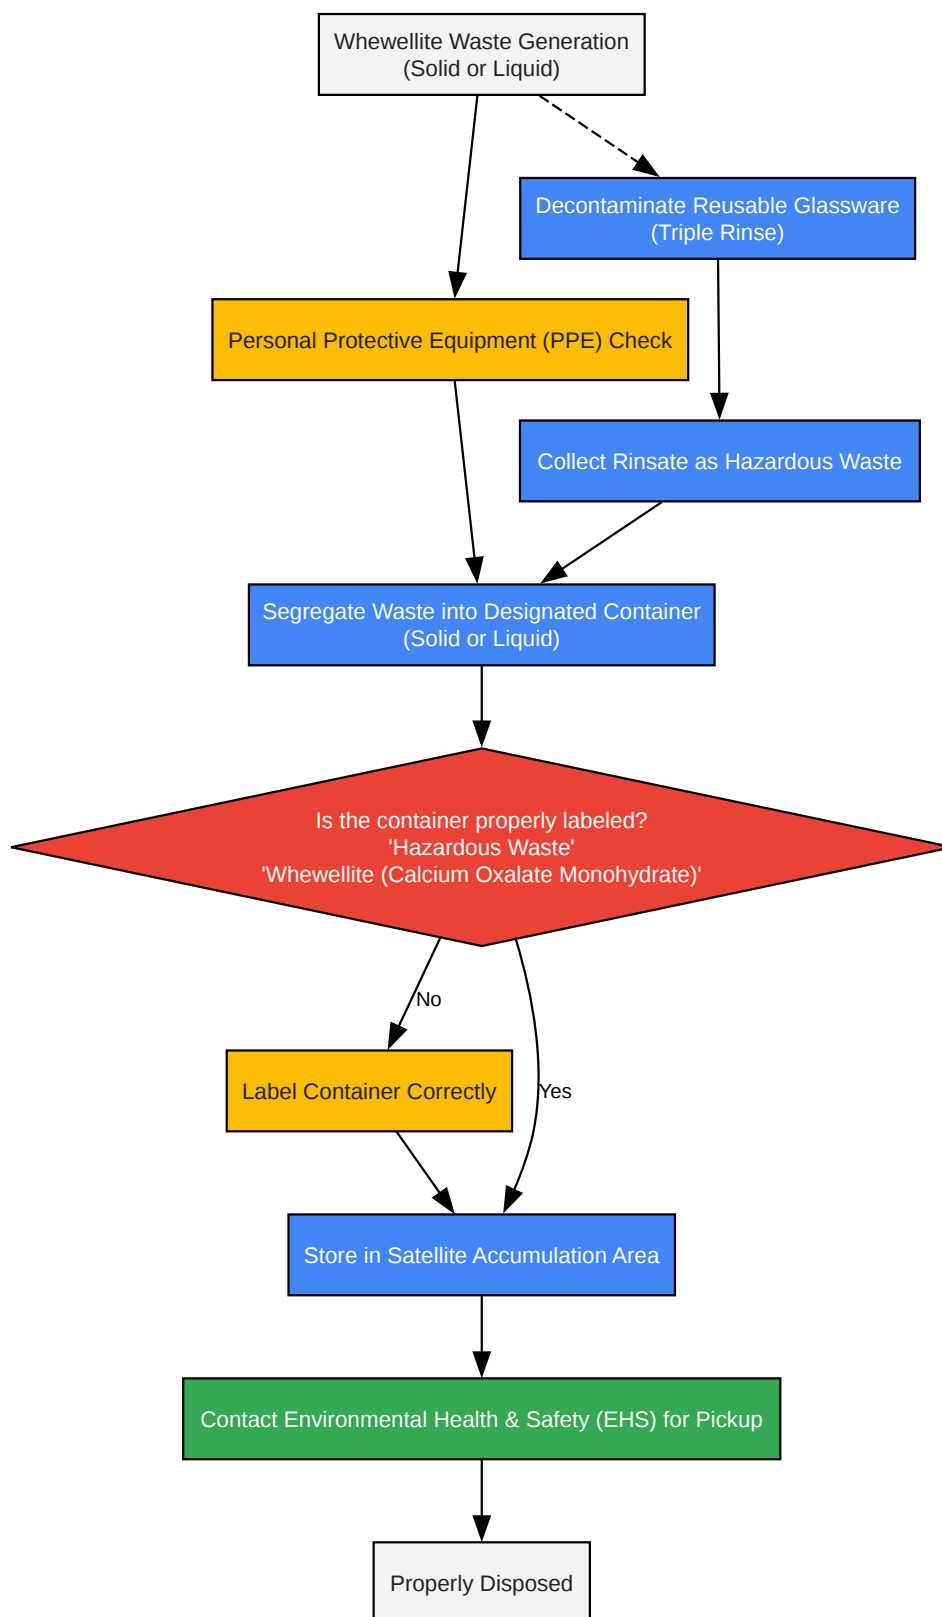 Whewellite Waste Generation
(Solid or Liquid)
Decontaminate Reusable Glassware
(Triple Rinse)
Personal Protective Equipment (PPE) Check
Collect Rinsate as Hazardous Waste
Segregate Waste into Designated Container
(Solid or Liquid)
Is the container properly labeled?
'Hazardous Waste'
'Whewellite (Calcium Oxalate Monohydrate)'
No
Label Container Correctly
Yes
Store in Satellite Accumulation Area
Contact Environmental Health & Safety (EHS) for Pickup
Properly Disposed